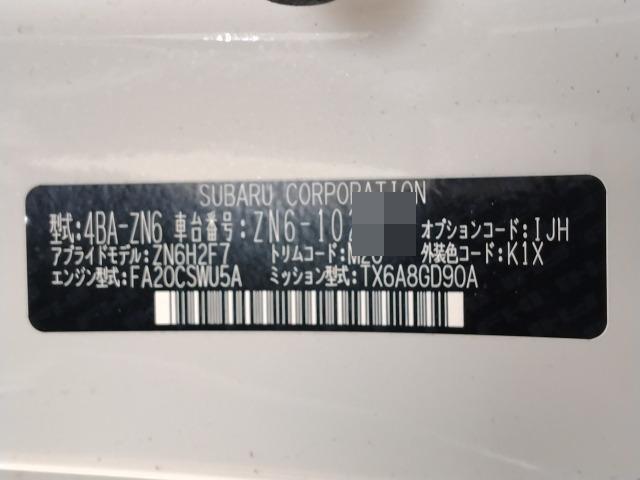 SUBARU CORPORATION
型式:4BA-ZN6 車台番号:ZN6-10 オプションコード:IJH
アプライドモデル:ZN6H2F7 トリムコード: 外装色コード:K1X
エンジン型式:FA20CSWU5A ミッション型式:TX6A8GD90A